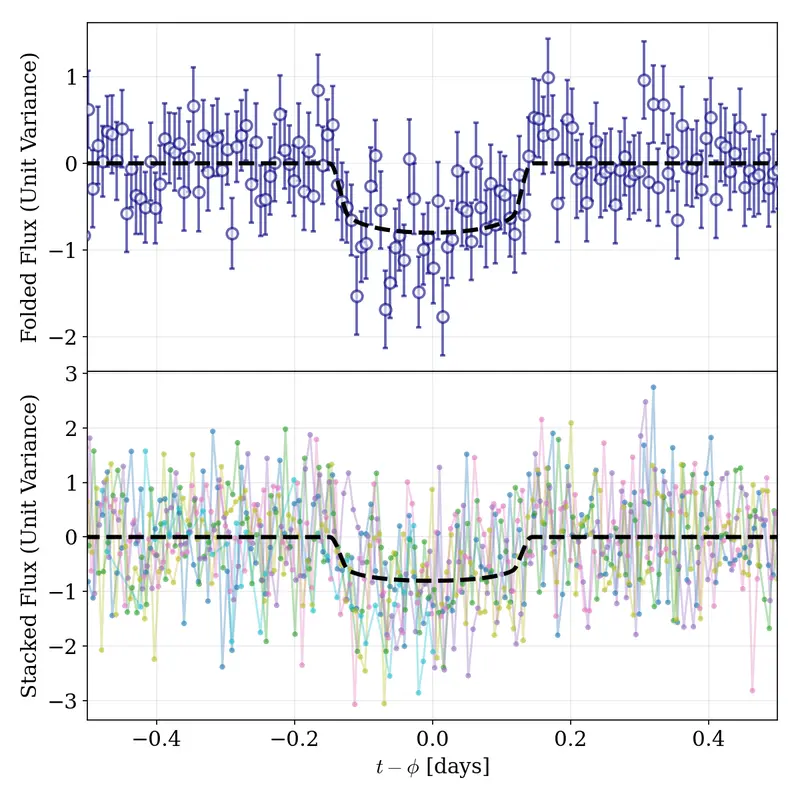 Folded Flux (Unit Variance)
1
0
−1
−2
Stacked Flux (Unit Variance)
3
2
1
0
−1
−2
−3
−0.4 −0.2 0.0 0.2 0.4
t − ϕ [days]